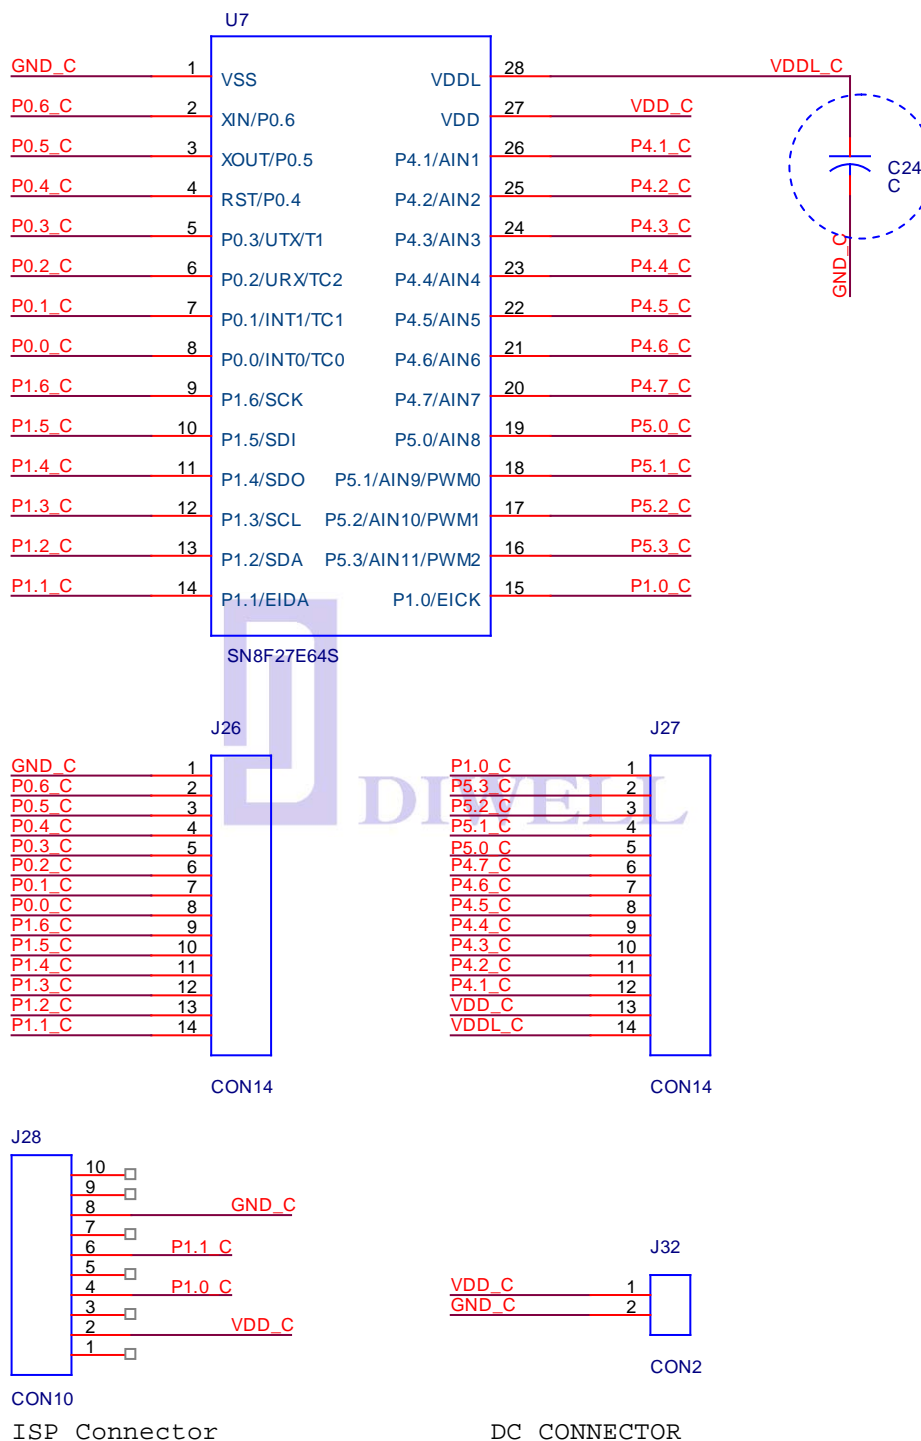 U7
GND_C 1 VSS VDDL 28 VDDL_C
P0.6_C 2 XIN/P0.6 VDD 27 VDD_C
P0.5_C 3 XOUT/P0.5 P4.1/AIN1 26 P4.1_C
C24
C
P0.4_C 4 RST/P0.4 P4.2/AIN2 25 P4.2_C
P0.3_C 5 P0.3/UTX/T1 P4.3/AIN3 24 P4.3_C
GND_C
P0.2_C 6 P0.2/URX/TC2 P4.4/AIN4 23 P4.4_C
P0.1_C 7 P0.1/INT1/TC1 P4.5/AIN5 22 P4.5_C
P0.0_C 8 P0.0/INT0/TC0 P4.6/AIN6 21 P4.6_C
P1.6_C 9 P1.6/SCK P4.7/AIN7 20 P4.7_C
P1.5_C 10 P1.5/SDI P5.0/AIN8 19 P5.0_C
P1.4_C 11 P1.4/SDO P5.1/AIN9/PWM0 18 P5.1_C
P1.3_C 12 P1.3/SCL P5.2/AIN10/PWM1 17 P5.2_C
P1.2_C 13 P1.2/SDA P5.3/AIN11/PWM2 16 P5.3_C
P1.1_C 14 P1.1/EIDA P1.0/EICK 15 P1.0_C
SN8F27E64S
DIWELL
J26
GND_C 1
P0.6_C 2
P0.5_C 3
P0.4_C 4
P0.3_C 5
P0.2_C 6
P0.1_C 7
P0.0_C 8
P1.6_C 9
P1.5_C 10
P1.4_C 11
P1.3_C 12
P1.2_C 13
P1.1_C 14
CON14
J27
P1.0_C 1
P5.3_C 2
P5.2_C 3
P5.1_C 4
P5.0_C 5
P4.7_C 6
P4.6_C 7
P4.5_C 8
P4.4_C 9
P4.3_C 10
P4.2_C 11
P4.1_C 12
VDD_C 13
VDDL_C 14
CON14
J28
10
9
8 GND_C
7
6 P1.1_C
5
4 P1.0_C
3
2 VDD_C
1
CON10
ISP Connector
J32
VDD_C 1
GND_C 2
CON2
DC CONNECTOR